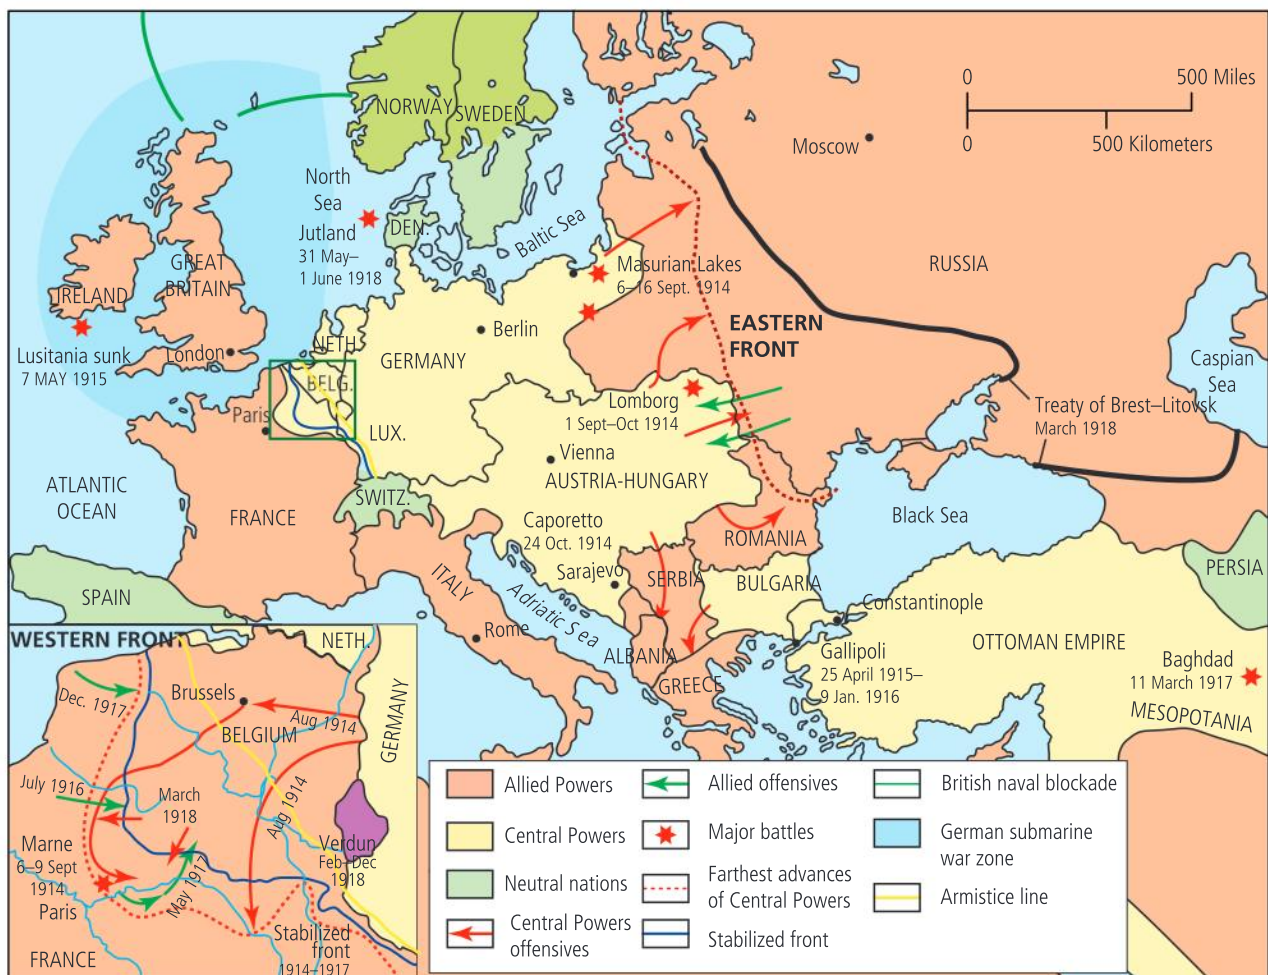 0
500 Miles
0
500 Kilometers
NORWAY
SWEDEN
Moscow
North
Sea
Jutland
31 May–
1 June 1918
DEN.
Baltic Sea
Masurian Lakes
6–16 Sept. 1914
RUSSIA
GREAT
BRITAIN
IRELAND
Lusitania sunk
7 MAY 1915
London
Berlin
NETH.
GERMANY
BELG.
EASTERN
FRONT
Caspian
Sea
Paris
LUX.
Lomborg
1 Sept–Oct 1914
Treaty of Brest–Litovsk
March 1918
Vienna
AUSTRIA-HUNGARY
ATLANTIC
OCEAN
FRANCE
SWITZ.
Caporetto
24 Oct. 1914
ROMANIA
Black Sea
Sarajevo
SERBIA
BULGARIA
PERSIA
SPAIN
ITALY
Adriatic Sea
Constantinople
Rome
ALBANIA
GREECE
Gallipoli
25 April 1915–
9 Jan. 1916
OTTOMAN EMPIRE
Baghdad
11 March 1917
MESOPOTANIA
WESTERN FRONT
NETH.
Dec. 1917
Brussels
Aug 1914
BELGIUM
GERMANY
July 1916
March
1918
Aug 1914
Marne
6–9 Sept
1914
Paris
May 1917
Verdun
Feb–Dec
1918
Stabilized
front
1914–1917
FRANCE
Allied Powers
Central Powers
Neutral nations
Central Powers
offensives
Allied offensives
Major battles
Farthest advances
of Central Powers
Stabilized front
British naval blockade
German submarine
war zone
Armistice line